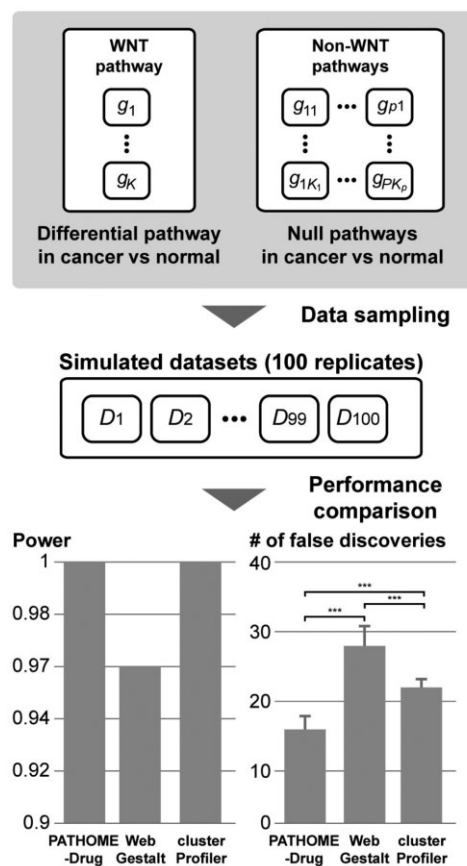 WNT
pathway
Non-WNT
pathways
g1
g11 ••• gP1
gK
g1K1 ••• gPKp
Differential pathway
in cancer vs normal
Null pathways
in cancer vs normal
Data sampling
Simulated datasets (100 replicates)
D1 D2 ••• D99 D100
Performance
comparison
Power
1
0.98
0.97
0.94
0.92
0.9
PATHOME
-Drug
Web
Gestalt
cluster
Profiler
# of false discoveries
40
30
20
10
0
***
***
***
PATHOME
-Drug
Web
Gestalt
cluster
Profiler